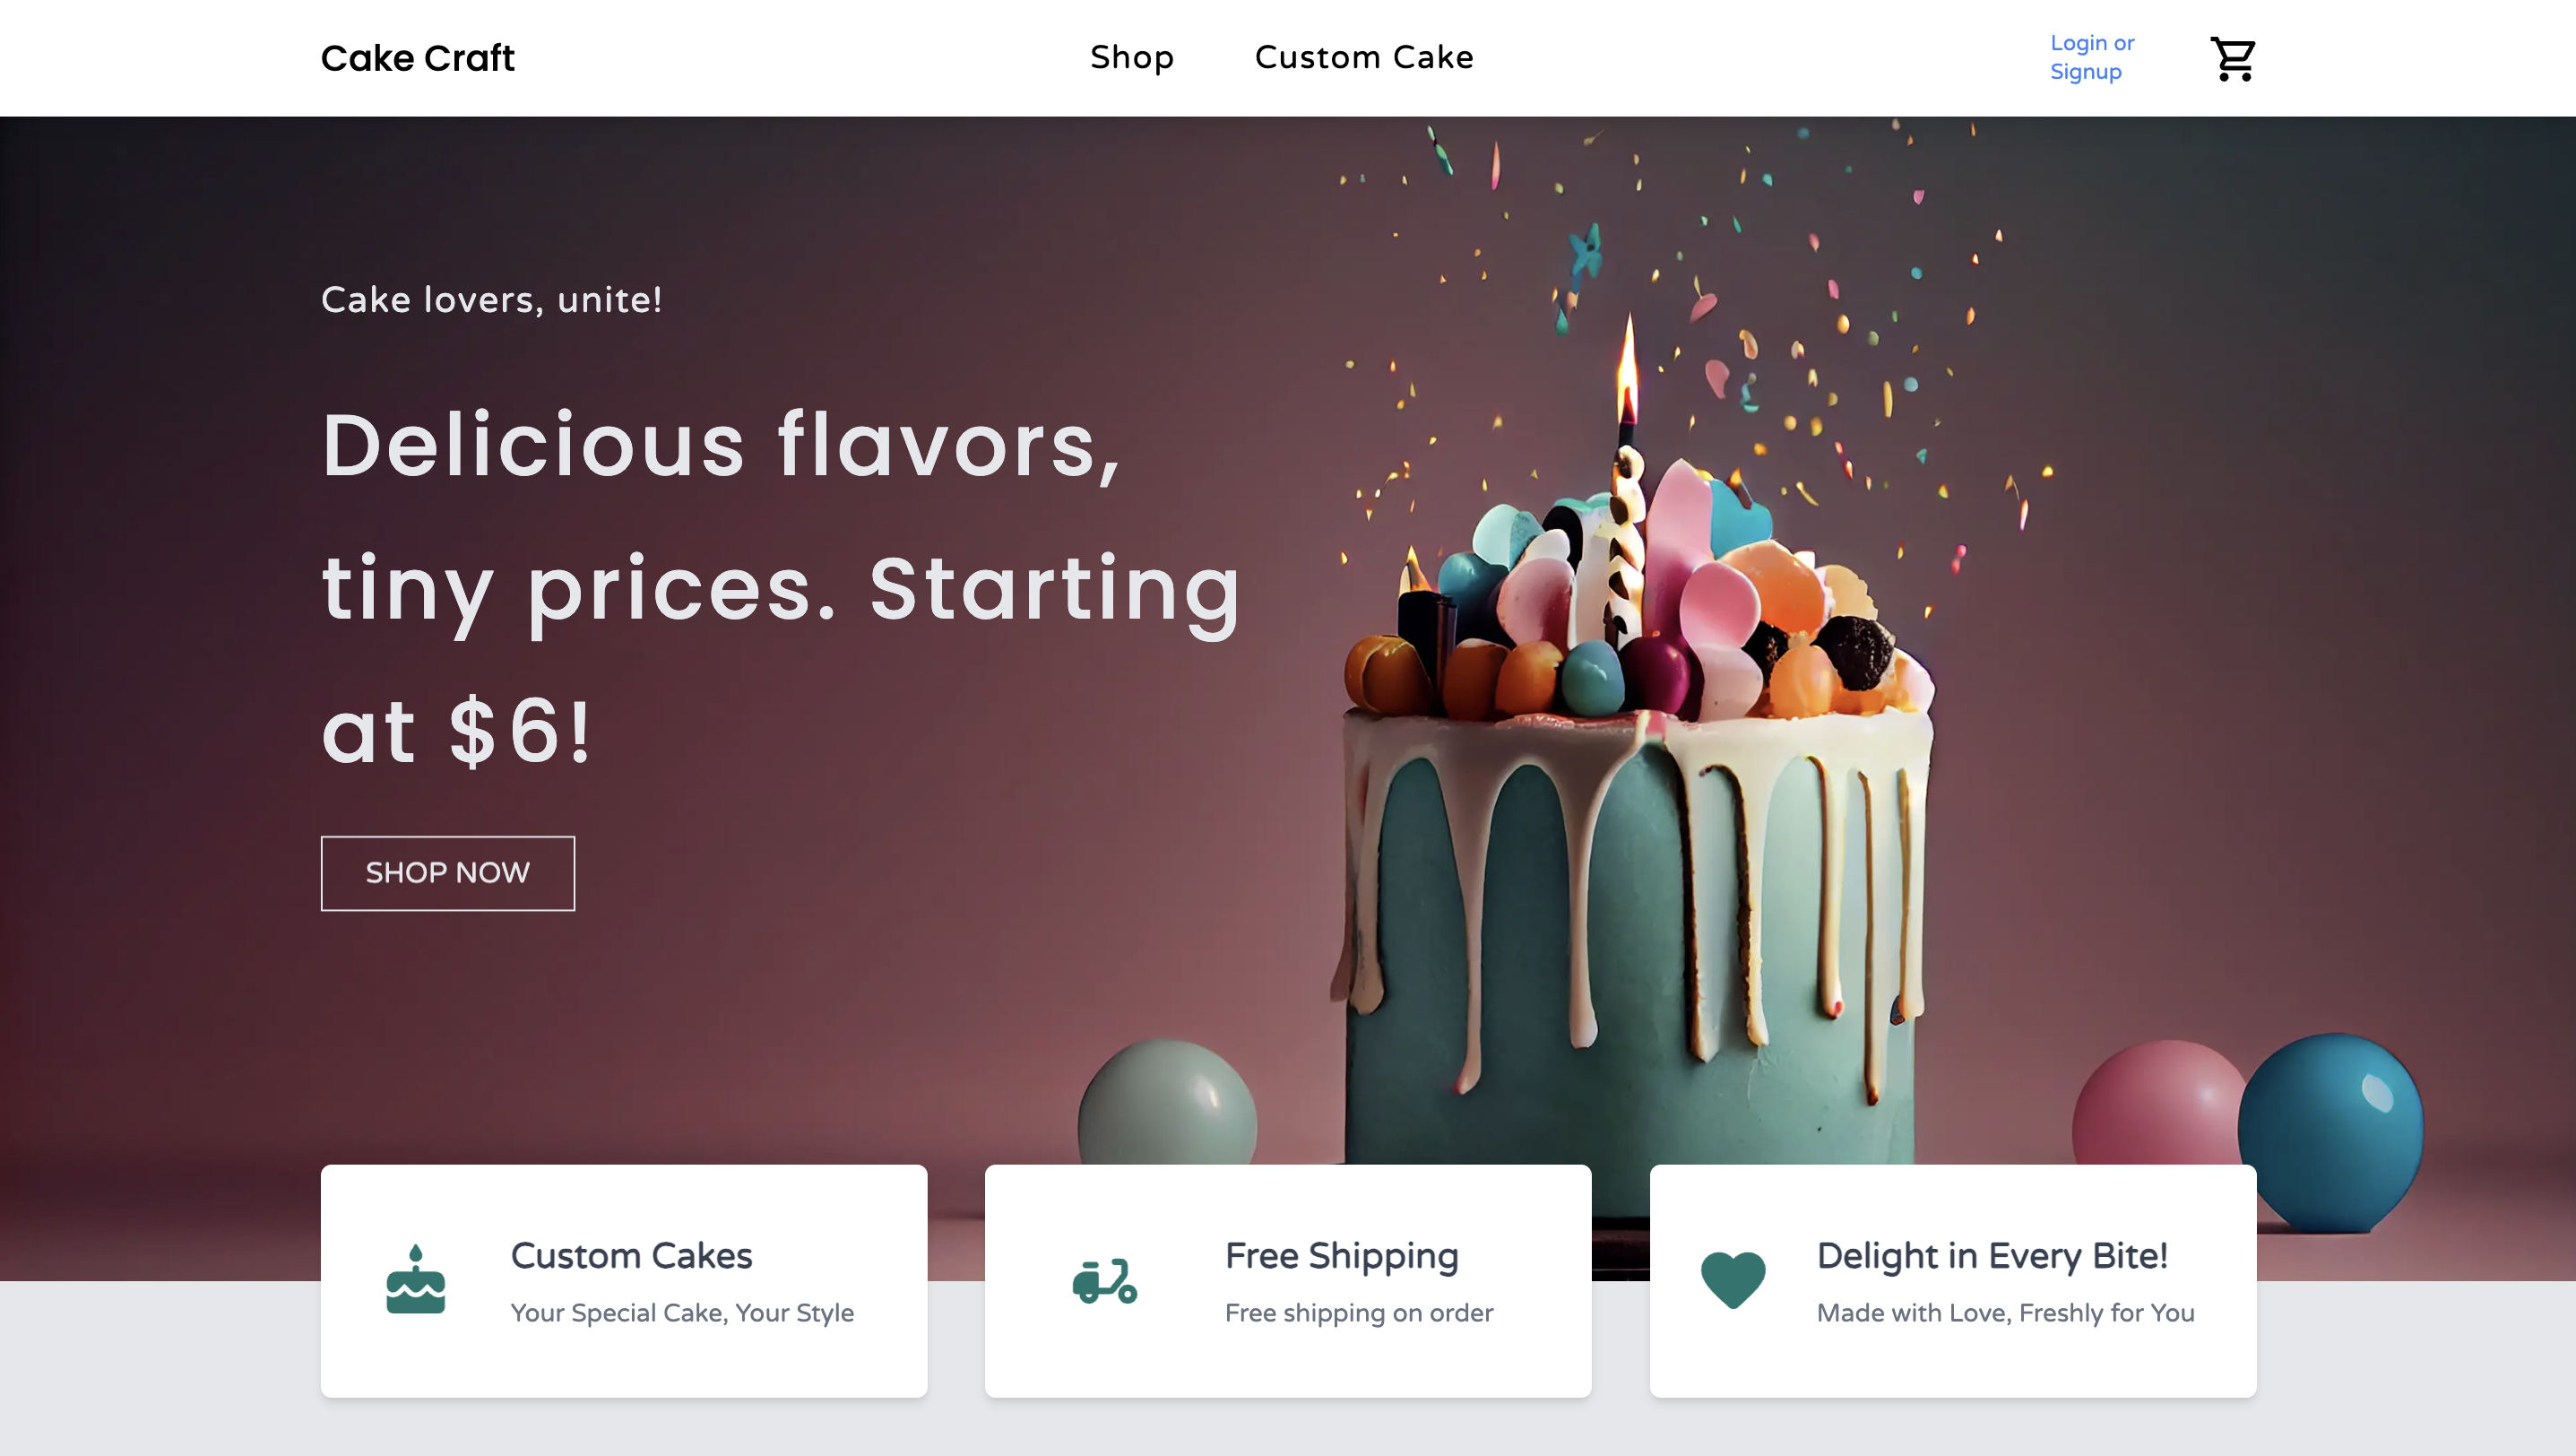 Cake Craft
Shop
Custom Cake
Login or
Signup
Cake lovers, unite!
Delicious flavors,
tiny prices. Starting
at $6!
SHOP NOW
Custom Cakes
Your Special Cake, Your Style
Free Shipping
Free shipping on order
Delight in Every Bite!
Made with Love, Freshly for You